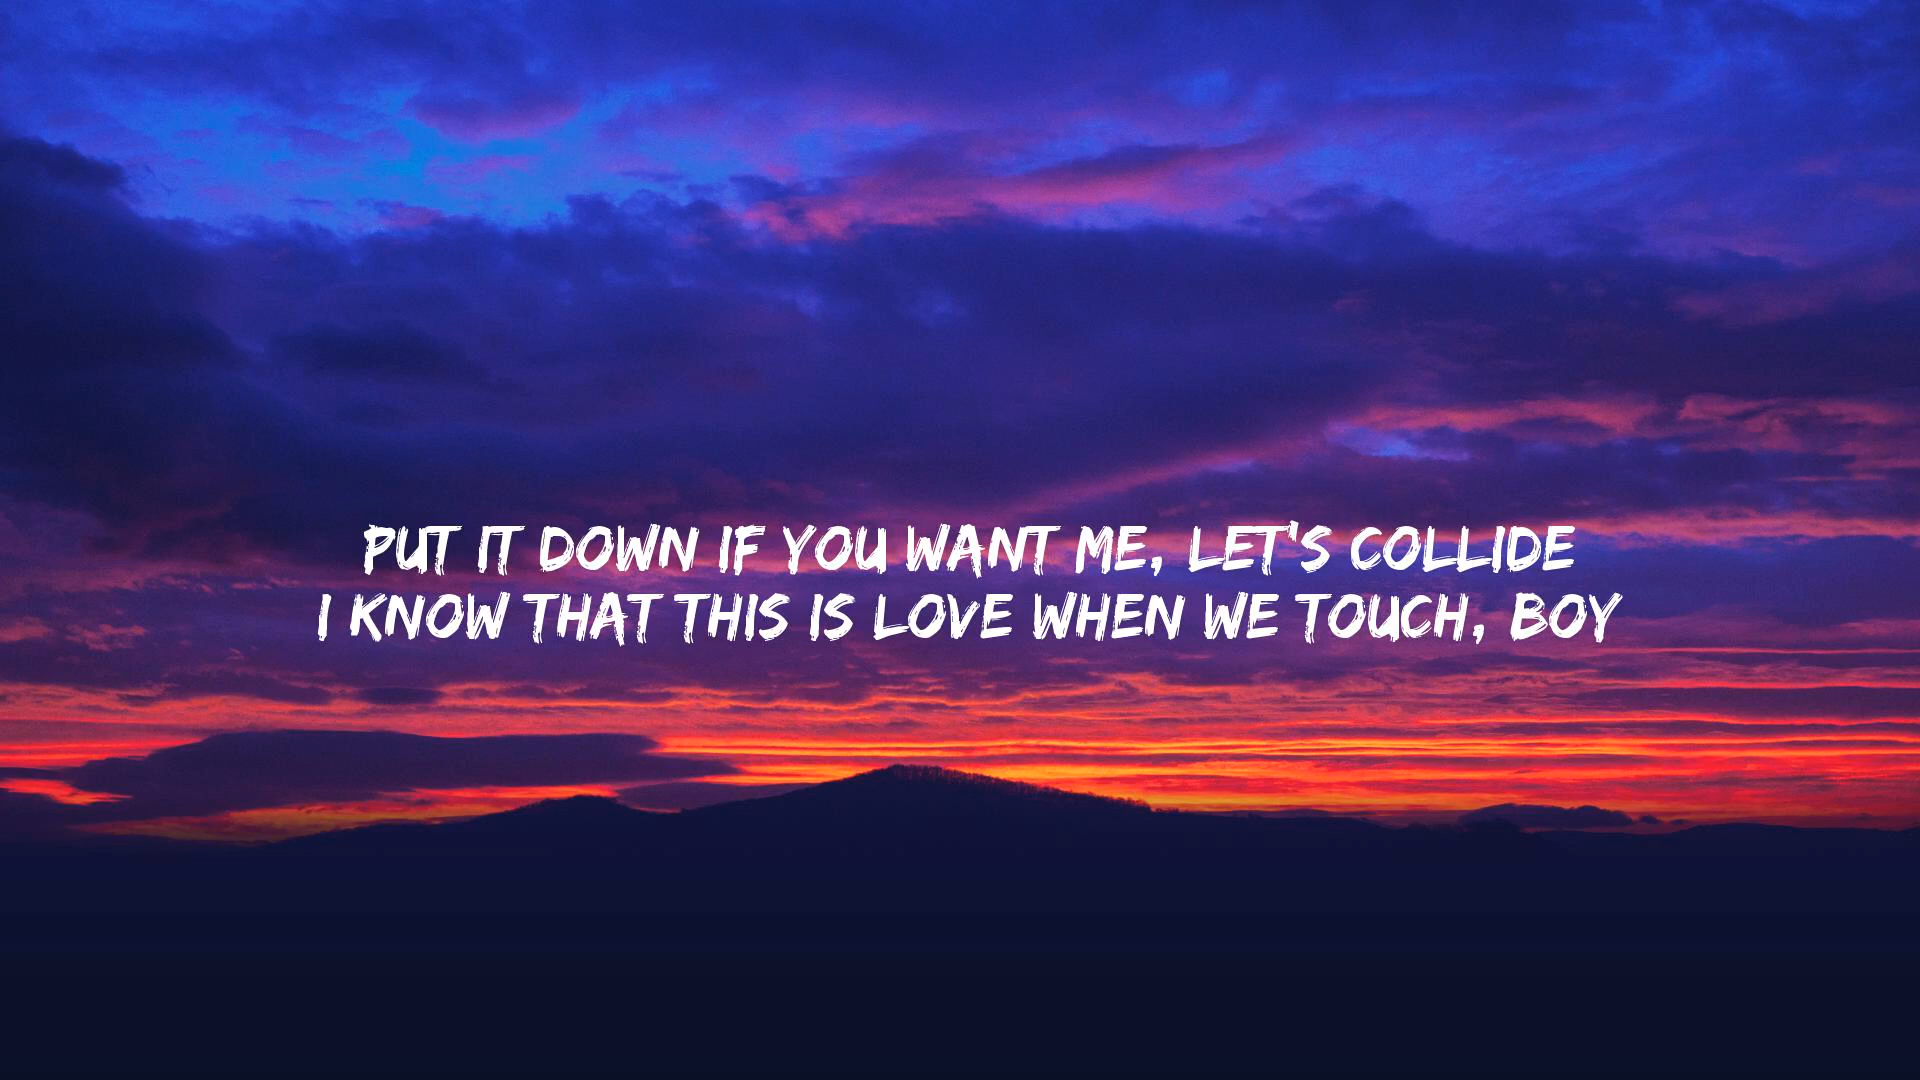 PUT IT DOWN IF YOU WANT ME, LET'S COLLIDE
I KNOW THAT THIS IS LOVE WHEN WE TOUCH, BOY